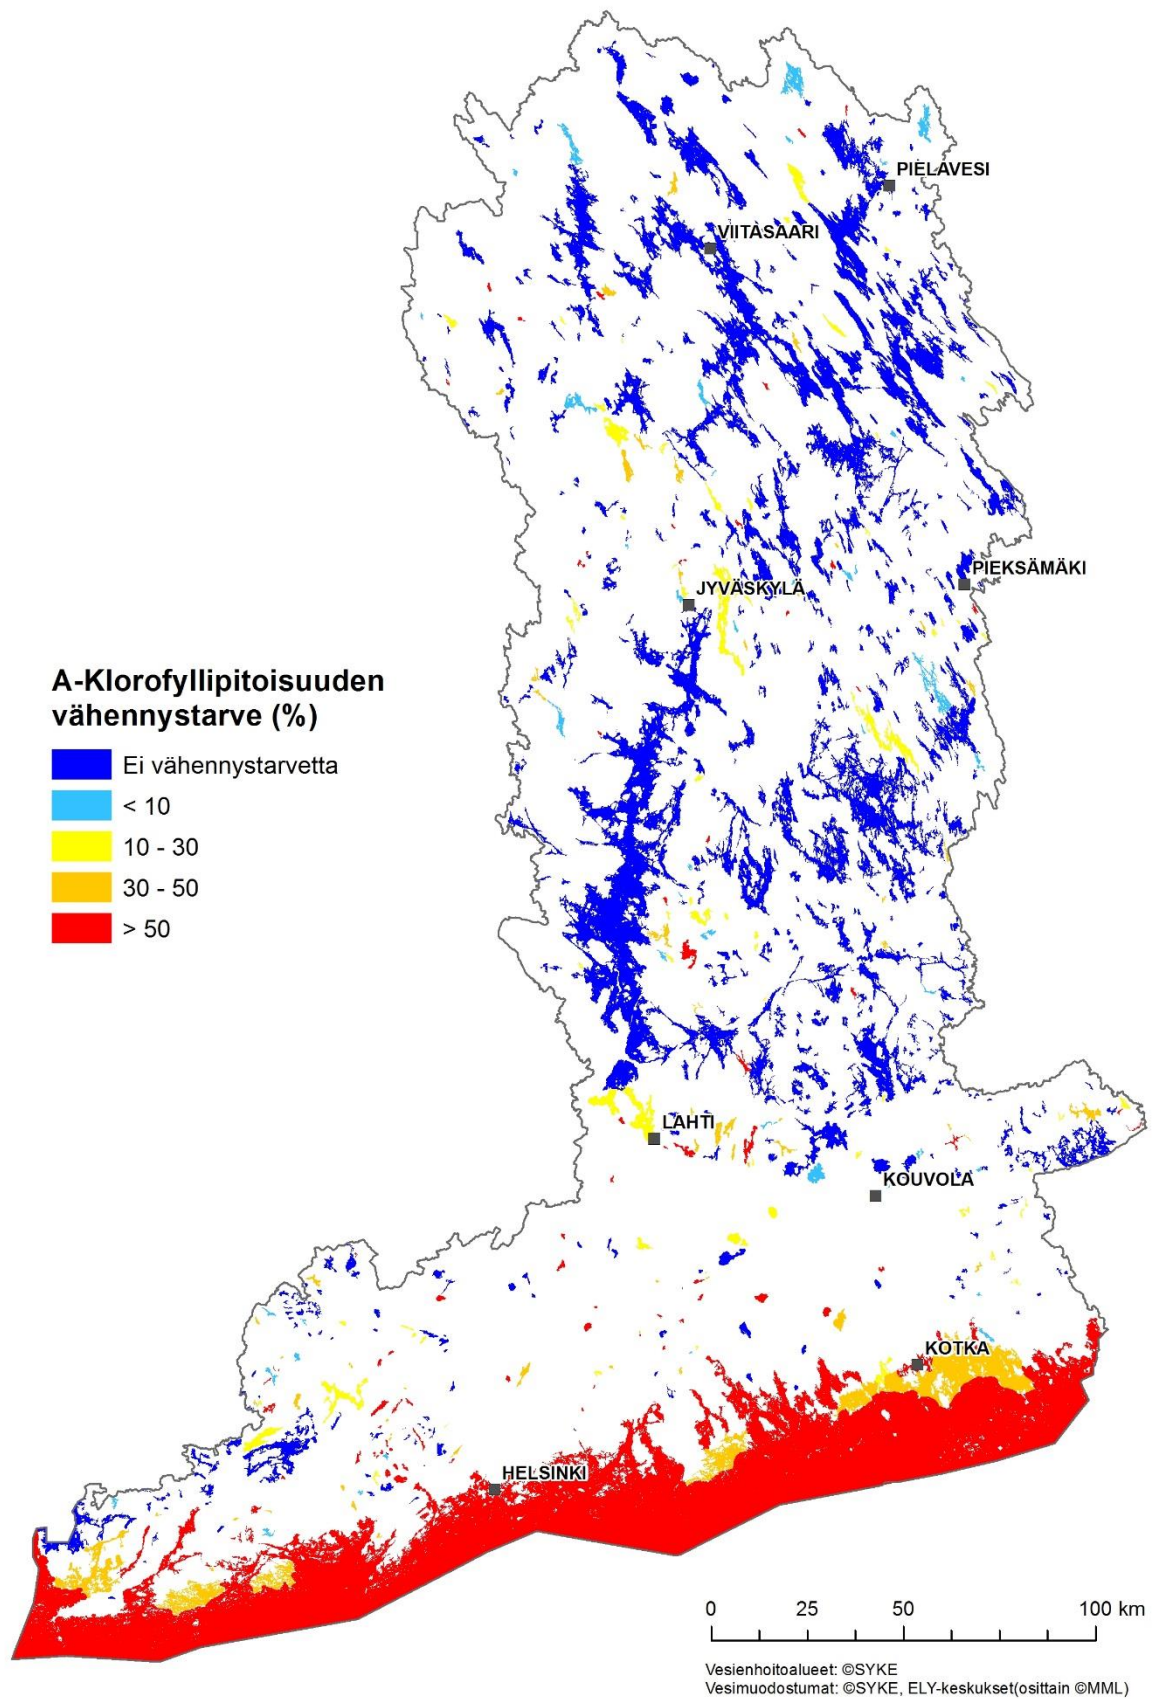 PIELAVESI
VIITASAARI
PIEKSÄMÄKI
JYVÄSKYLÄ
A-Klorofyllipitoisuuden
vähennystarve (%)
Ei vähennystarvetta
< 10
10 - 30
30 - 50
> 50
LAHTI
KOUVOLA
KOTKA
HELSINKI
0 25 50 100 km
Vesienhoitoalueet: ©SYKE
Vesimuodostumat: ©SYKE, ELY-keskukset(osittain ©MML)